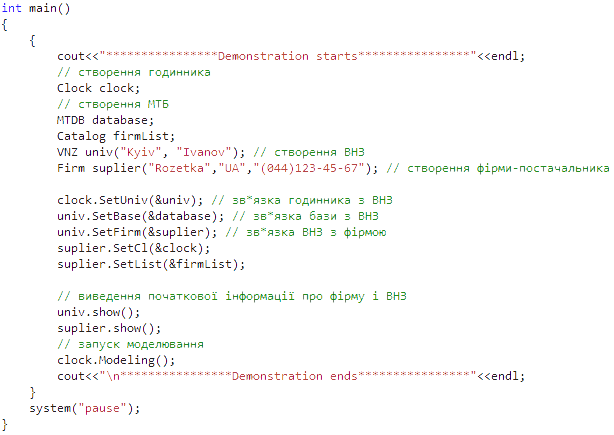 int main()
{
    {
        cout<<"****************Demonstration starts****************"<<endl;
        // створення годинника
        Clock clock;
        // створення МТБ
        MTDB database;
        Catalog firmList;
        VNZ univ("Kyiv", "Ivanov"); // створення ВНЗ
        Firm suplier("Rozetka","UA","(044)123-45-67"); // створення фірми-постачальника

        clock.SetUniv(&univ); // зв*язка годинника з ВНЗ
        univ.SetBase(&database); // зв*язка бази з ВНЗ
        univ.SetFirm(&suplier); // зв*язка ВНЗ з фірмою
        suplier.SetCl(&clock);
        suplier.SetList(&firmList);

        // виведення початкової інформації про фірму і ВНЗ
        univ.show();
        suplier.show();
        // запуск моделювання
        clock.Modeling();
        cout<<"\n****************Demonstration ends****************"<<endl;
    }
    system("pause");
}